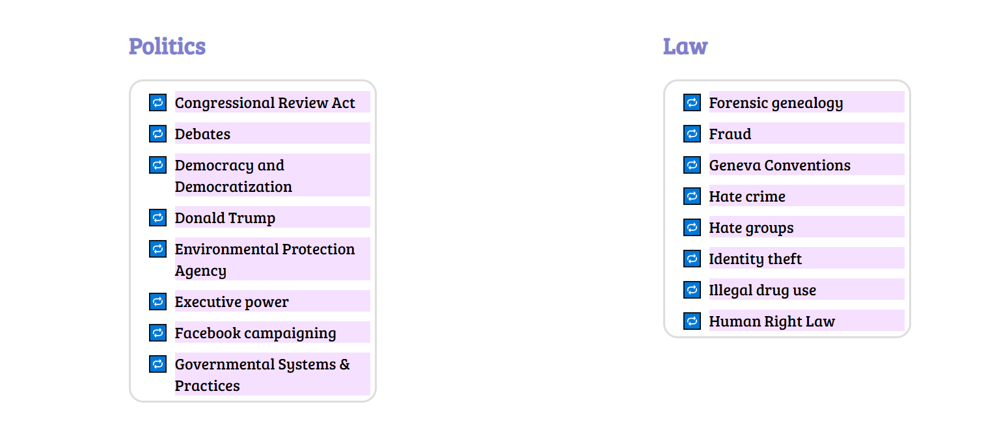 Politics
Congressional Review Act
Debates
Democracy and
Democratization
Donald Trump
Environmental Protection
Agency
Executive power
Facebook campaigning
Governmental Systems &
Practices
Law
Forensic genealogy
Fraud
Geneva Conventions
Hate crime
Hate groups
Identity theft
Illegal drug use
Human Right Law